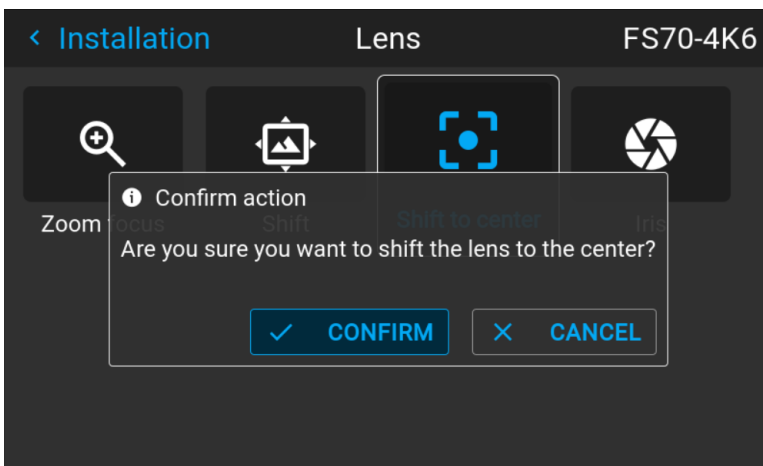 < Installation Lens FS70-4K6
Zoom focus Shift Shift to center Iris
Confirm action
Are you sure you want to shift the lens to the center?
CONFIRM CANCEL